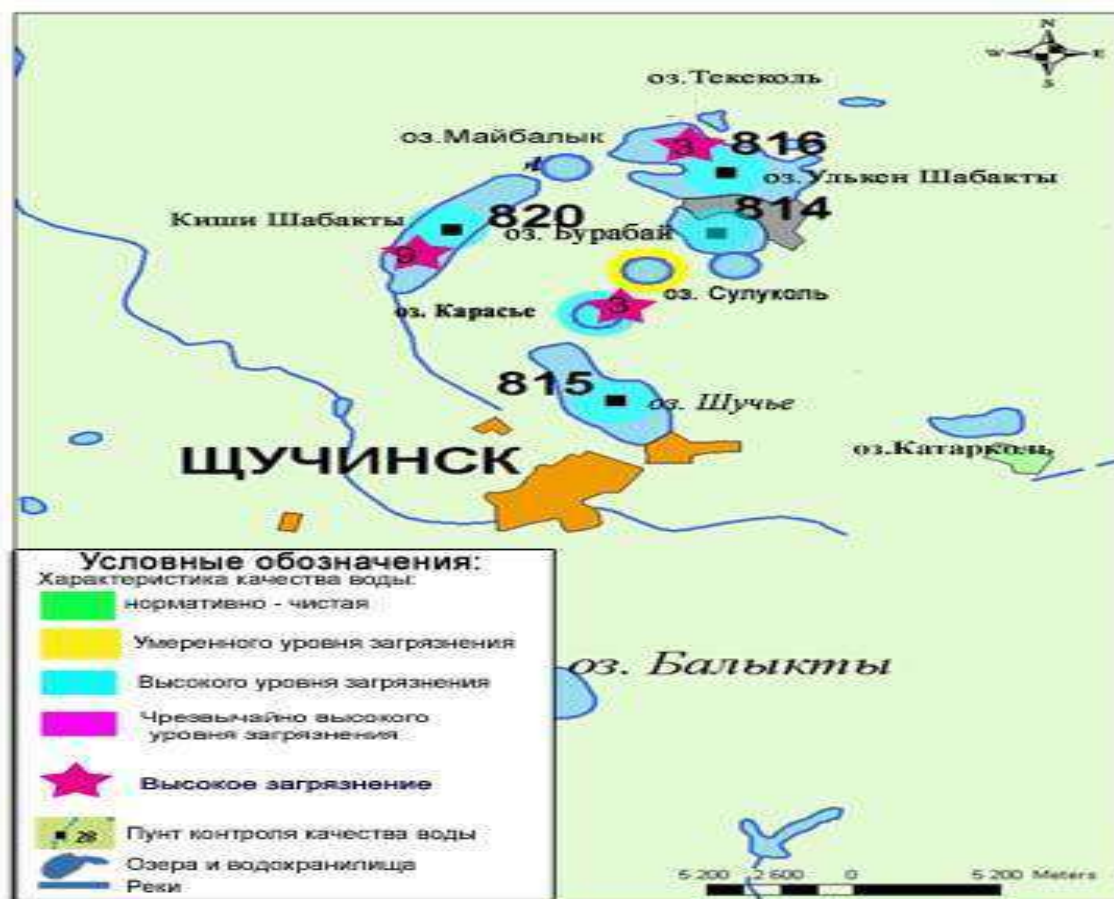 N
W E
S
оз.Текеколь
оз.Майбалык
3 816
оз.Улькен Шабакты
Киши Шабакты 820
814
оз. Бурабай
9
оз. Сулуколь
оз. Карасье
3
815
оз. Щучье
ЩУЧИНСК
оз.Катарколь
Условные обозначения:
Характеристика качества воды:
нормативно - чистая
Умеренного уровня загрязнения
Высокого уровня загрязнения
Чрезвычайно высокого
уровня загрязнения
Высокое загрязнение
28 Пунт контроля качества воды
Озера и водохранилища
Реки
оз. Балыкты
5 200 2 600 0 5 200 Meters